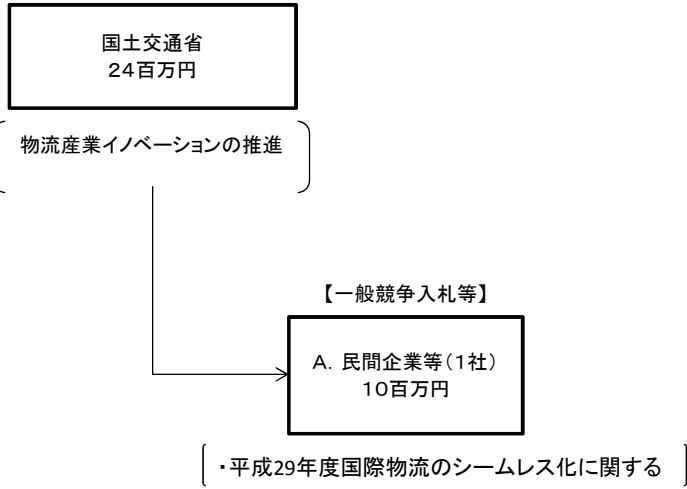 国土交通省
24百万円
物流産業イノベーションの推進
【一般競争入札等】
A. 民間企業等(1社)
10百万円
・平成29年度国際物流のシームレス化に関する